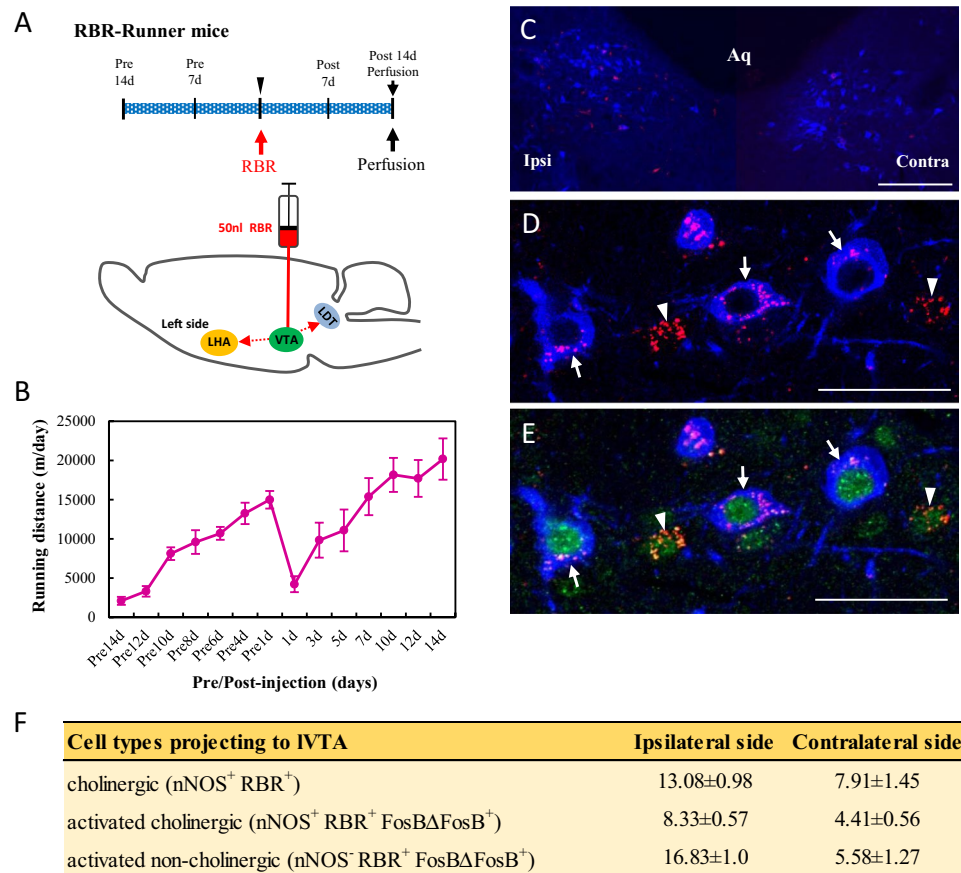 A
RBR-Runner mice
Pre 14d
Pre 7d
Post 7d
Post 14d Perfusion
RBR
Perfusion
50nl RBR
Left side
LHA
VTA
LDT
B
Running distance (m/day)
25000
20000
15000
10000
5000
0
Pre14d
Pre12d
Pre10d
Pre8d
Pre6d
Pre4d
Pre1d
1d
3d
5d
7d
10d
12d
14d
Pre/Post-injection (days)
C
Aq
Ipsi
Contra
D
E
F
Cell types projecting to lVTA Ipsilateral side Contralateral side
cholinergic (nNOS⁺ RBR⁺) 13.08±0.98 7.91±1.45
activated cholinergic (nNOS⁺ RBR⁺ FosBΔFosB⁺) 8.33±0.57 4.41±0.56
activated non-cholinergic (nNOS⁻ RBR⁺ FosBΔFosB⁺) 16.83±1.0 5.58±1.27